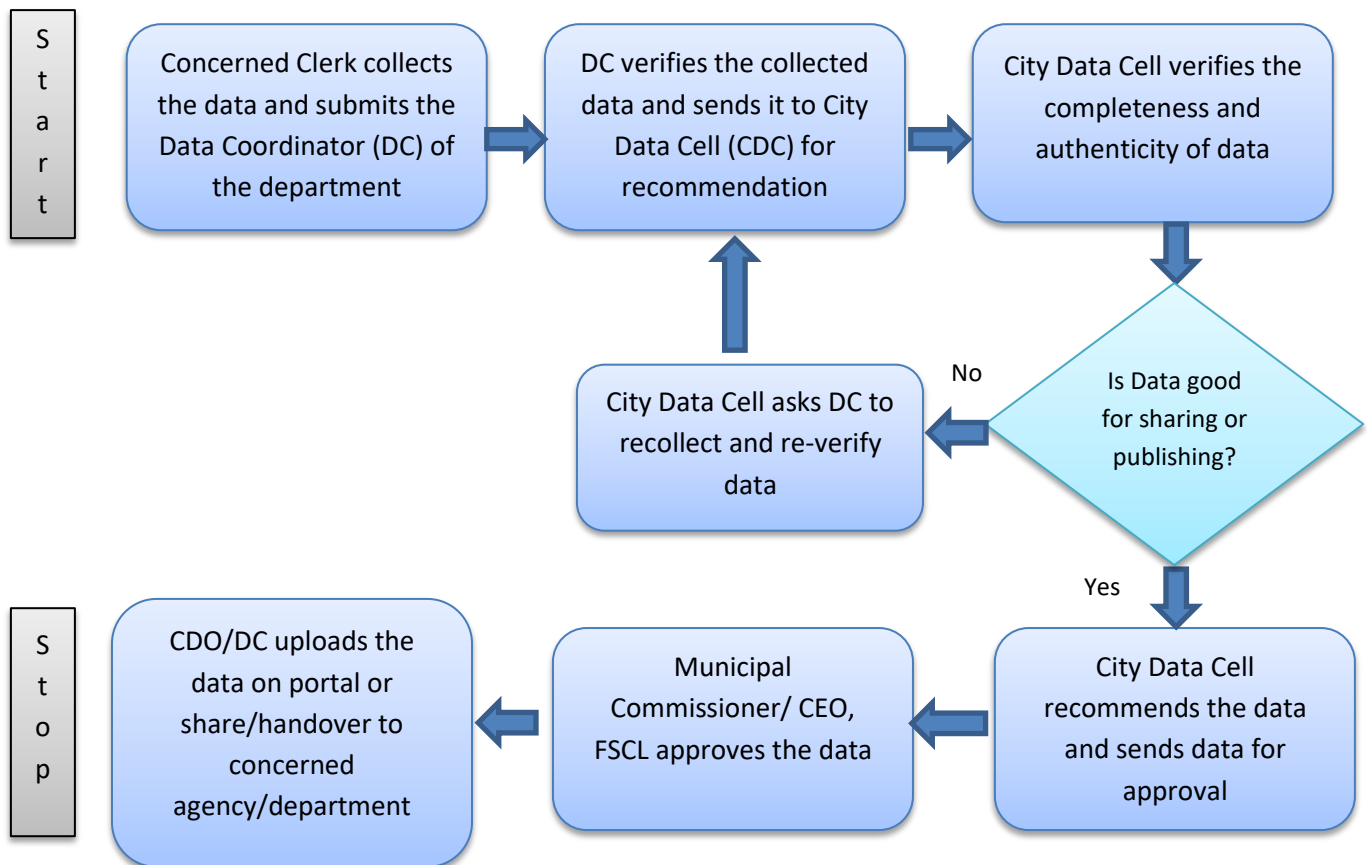 S
t
a
r
t
Concerned Clerk collects
the data and submits the
Data Coordinator (DC) of
the department
DC verifies the collected
data and sends it to City
Data Cell (CDC) for
recommendation
City Data Cell verifies the
completeness and
authenticity of data
Is Data good
for sharing or
publishing?
No
City Data Cell asks DC to
recollect and re-verify
data
Yes
City Data Cell
recommends the data
and sends data for
approval
Municipal
Commissioner/ CEO,
FSCL approves the data
CDO/DC uploads the
data on portal or
share/handover to
concerned
agency/department
S
t
o
p